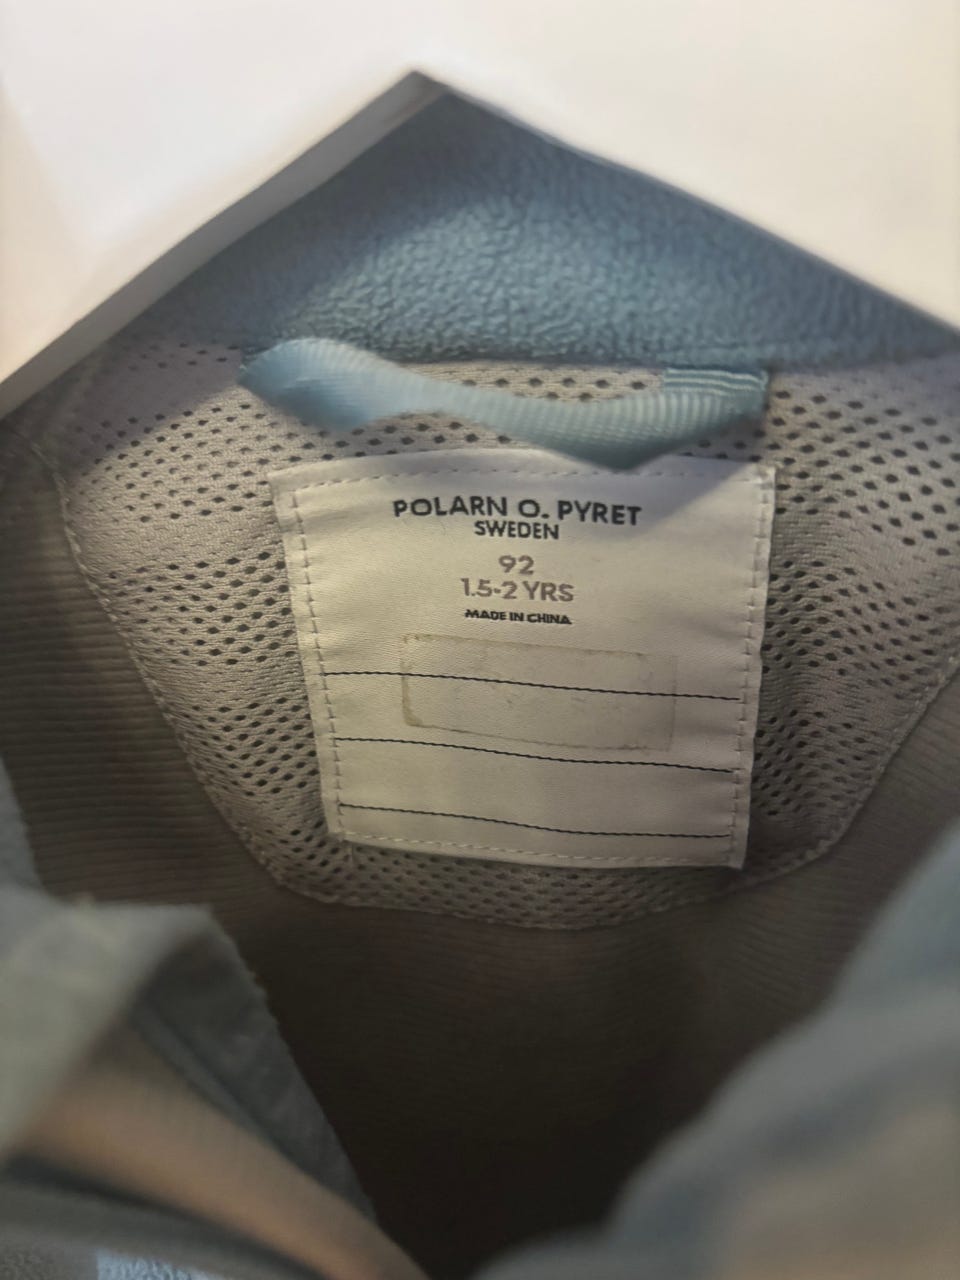 POLARN O. PYRET
SWEDEN
92
1.5-2 YRS
MADE IN CHINA